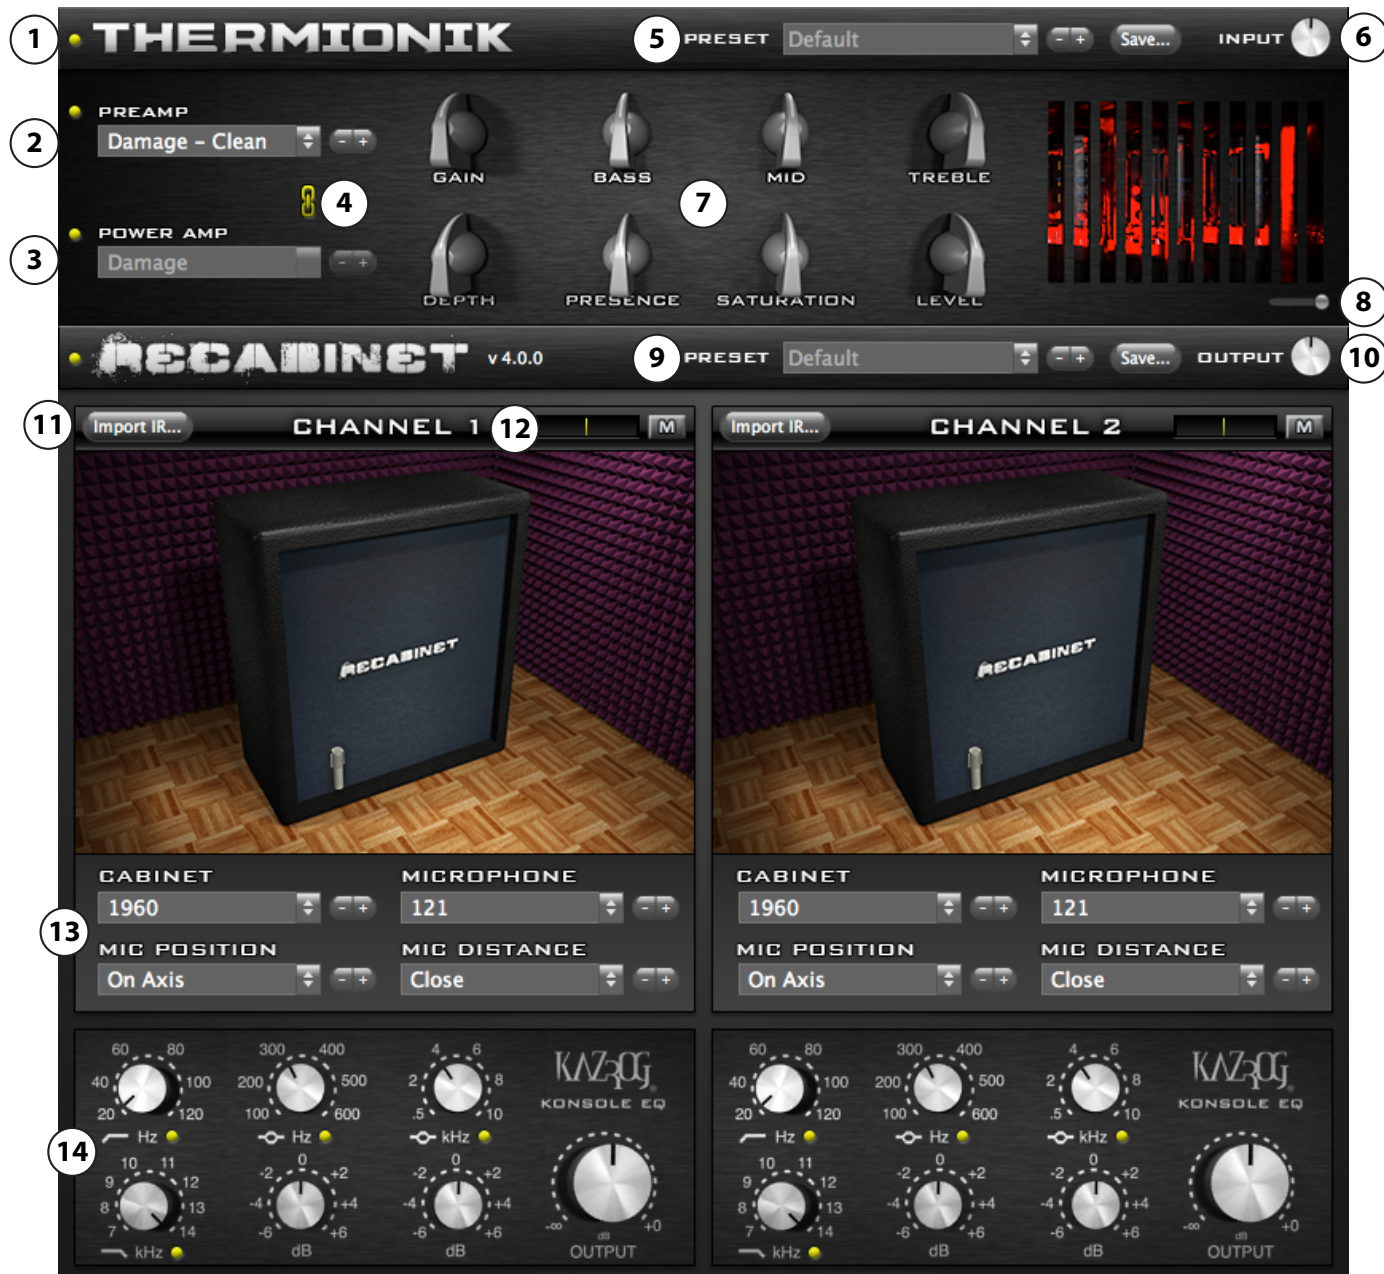 1 THERMIONIK 5 PRESET Default - + Save... INPUT 6
PREAMP
2 Damage – Clean - +
GAIN BASS MID TREBLE
4 7
POWER AMP
3 Damage - +
DEPTH PRESENCE SATURATION LEVEL
8
RECABINET v 4.0.0 9 PRESET Default - + Save... OUTPUT 10
11 Import IR... CHANNEL 1 12 M Import IR... CHANNEL 2 M
RECABINET RECABINET
CABINET MICROPHONE CABINET MICROPHONE
1960 - + 121 - + 1960 - + 121 - +
13
MIC POSITION MIC DISTANCE MIC POSITION MIC DISTANCE
On Axis - + Close - + On Axis - + Close - +
60 80 300 400 4 6 KAZROG® 60 80 300 400 4 6 KAZROG®
40 100 200 500 2 8 KONSOLE EQ 40 100 200 500 2 8 KONSOLE EQ
20 120 100 600 .5 10 20 120 100 600 .5 10
14 Hz Hz kHz Hz Hz kHz
10 11 0 0 10 11 0 0
9 12 -2 +2 -2 +2 9 12 -2 +2 -2 +2
8 13 -4 +4 -4 +4 8 13 -4 +4 -4 +4
7 14 -6 +6 -6 +6 -∞ dB +0 7 14 -6 +6 -6 +6 -∞ dB +0
kHz dB dB OUTPUT kHz dB dB OUTPUT